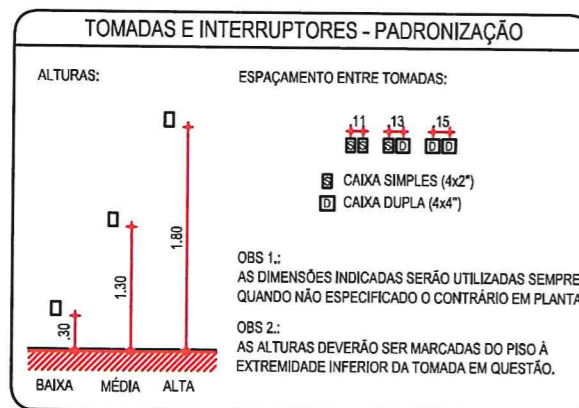 TOMADAS E INTERRUPTORES - PADRONIZAÇÃO
ALTURAS:
ESPAÇAMENTO ENTRE TOMADAS:
.11 .13 .15
S S S D D D
S CAIXA SIMPLES (4x2")
D CAIXA DUPLA (4x4")
1.80
1.30
.30
OBS 1.:
AS DIMENSÕES INDICADAS SERÃO UTILIZADAS SEMPRE
QUANDO NÃO ESPECIFICADO O CONTRÁRIO EM PLANTA
OBS 2.:
AS ALTURAS DEVERÃO SER MARCADAS DO PISO À
EXTREMIDADE INFERIOR DA TOMADA EM QUESTÃO.
BAIXA MÉDIA ALTA